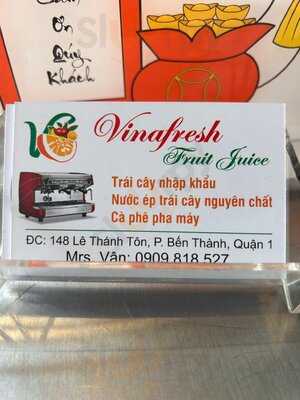 Cảm
Ơn
Quý
Khách
Vinafresh
Fruit Juice
Trái cây nhập khẩu
Nước ép trái cây nguyên chất
Cà phê pha máy
ĐC: 148 Lê Thánh Tôn, P. Bến Thành, Quận 1
Mrs. Vân: 0909.818.527